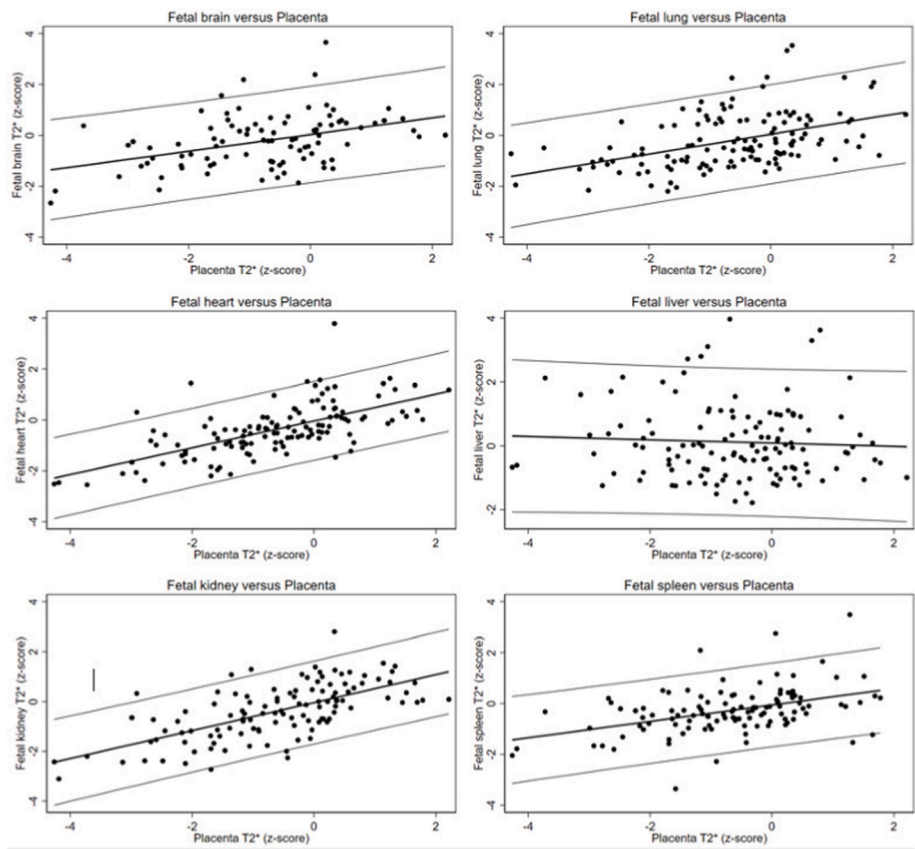 Fetal brain versus Placenta
Fetal brain T2* (z-score)
4
2
0
-2
-4
-4
-2
0
2
Placenta T2* (z-score)
Fetal lung versus Placenta
Fetal lung T2* (z-score)
4
2
0
-2
-4
-4
-2
0
2
Placenta T2* (z-score)
Fetal heart versus Placenta
Fetal heart T2* (z-score)
4
2
0
-2
-4
-4
-2
0
2
Placenta T2* (z-score)
Fetal liver versus Placenta
Fetal liver T2* (z-score)
4
2
0
-2
-4
-2
0
2
Placenta T2* (z-score)
Fetal kidney versus Placenta
Fetal kidney T2* (z-score)
4
2
0
-2
-4
-4
-2
0
2
Placenta T2* (z-score)
Fetal spleen versus Placenta
Fetal spleen T2* (z-score)
4
2
0
-2
-4
-4
-2
0
2
Placenta T2* (z-score)